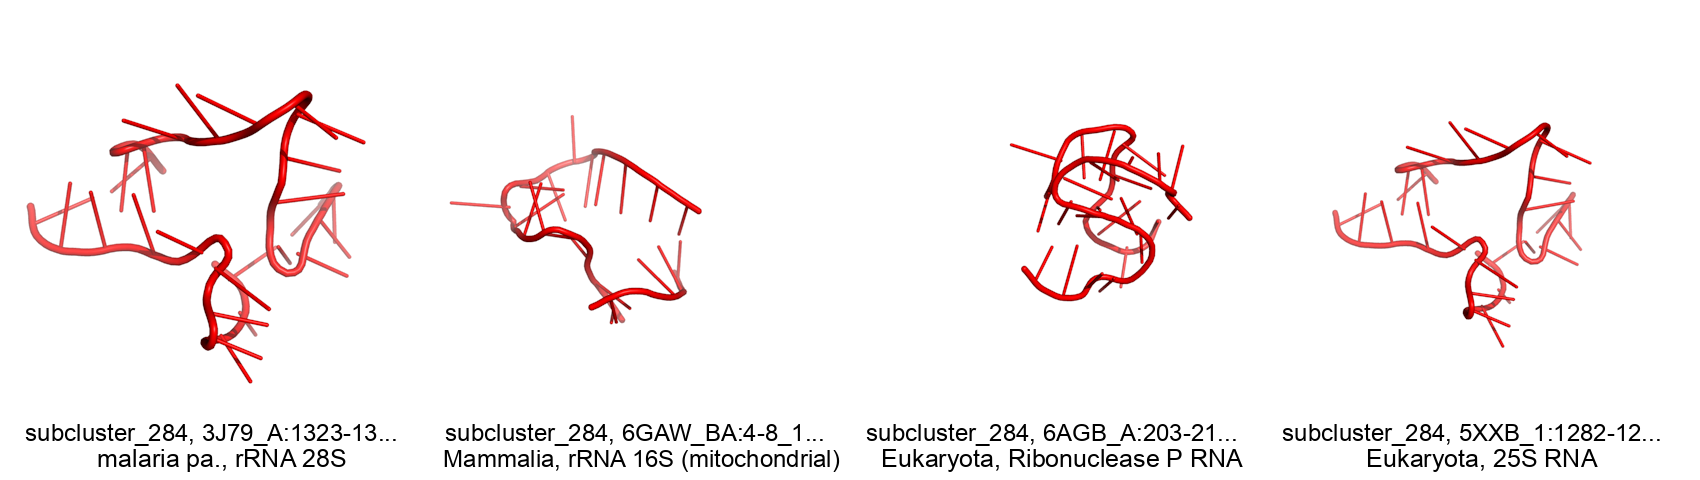 subcluster_284, 3J79_A:1323-13...
malaria pa., rRNA 28S
subcluster_284, 6GAW_BA:4-8_1...
Mammalia, rRNA 16S (mitochondrial)
subcluster_284, 6AGB_A:203-21...
Eukaryota, Ribonuclease P RNA
subcluster_284, 5XXB_1:1282-12...
Eukaryota, 25S RNA